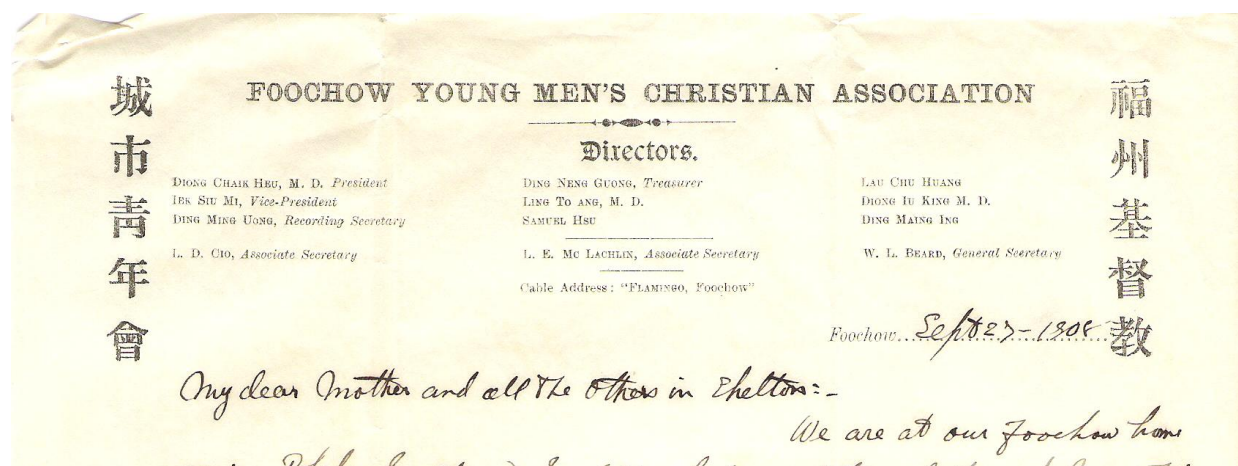 福州基督教
城市青年會
FOOCHOW YOUNG MEN'S CHRISTIAN ASSOCIATION
Directors.
DIONG CHAIK HEU, M. D. President
IEK SIU MI, Vice-President
DING MING UONG, Recording Secretary
L. D. CIO, Associate Secretary
DING NENG GUONG, Treasurer
LING TO ANG, M. D.
SAMUEL HSU
L. E. MC LACHLIN, Associate Secretary
Cable Address: "FLAMINGO, Foochow"
LAU CHU HUANG
DIONG IU KING M. D.
DING MAING ING
W. L. BEARD, General Secretary
Foochow....Sept 27-1908
My dear Mother and all the others in Shelton:-
We are at our Foochow home